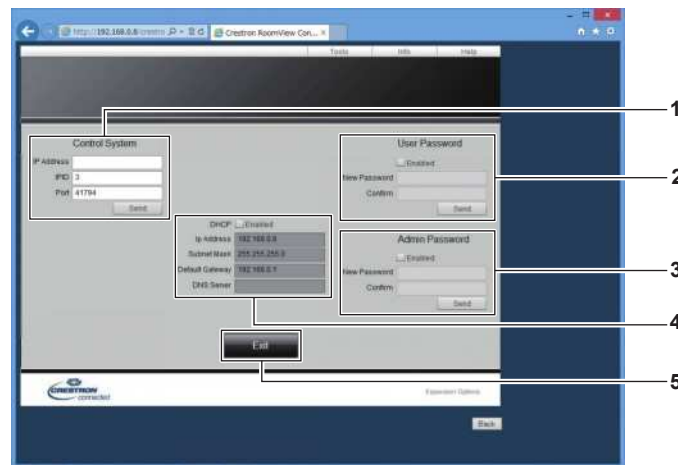 http://192.168.0.8
Crestron RoomView Con...
Tools Info Help
1
Control System
IP Address
IPID 3
Port 41794
Send
User Password
Enabled
New Password
Confirm
Send
2
DHCP Enabled
Ip Address 192.168.0.8
Subnet Mask 255.255.255.0
Default Gateway 192.168.0.1
DNS Server
Admin Password
Enabled
New Password
Confirm
Send
3
4
Exit
5
CRESTRON
connected
Expansion Options
Back